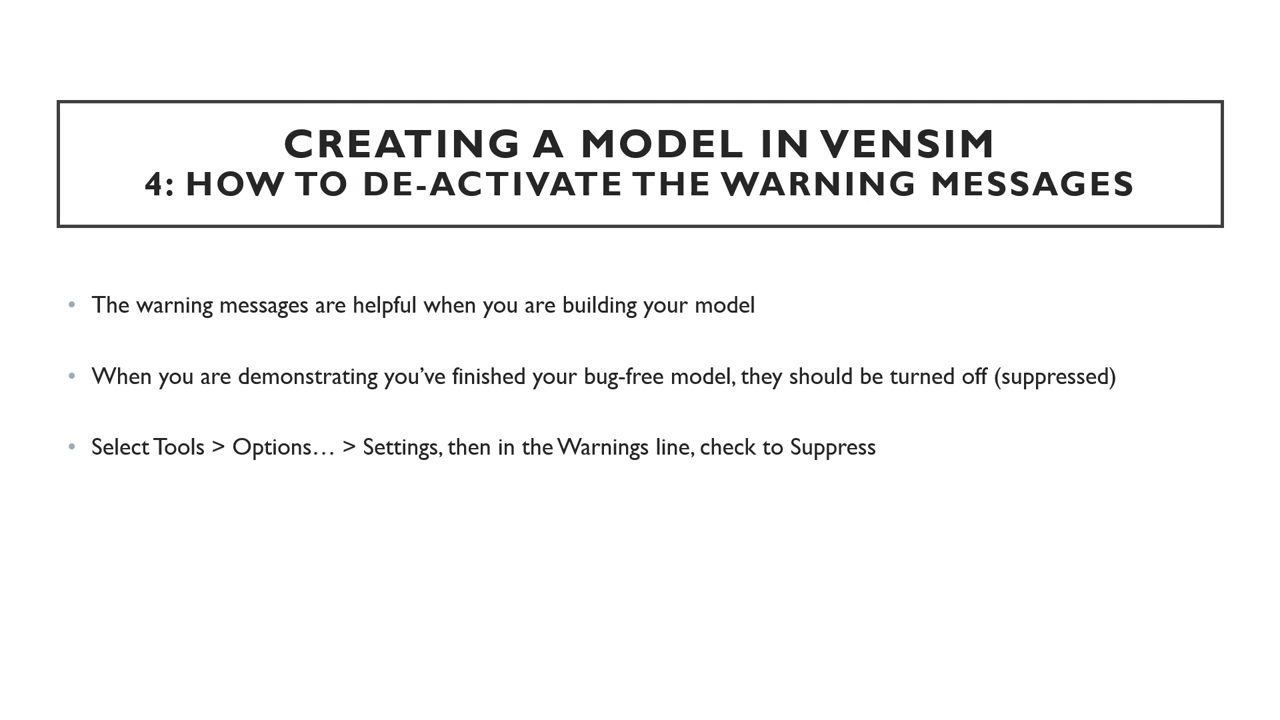 CREATING A MODEL IN VENSIM
4: HOW TO DE-ACTIVATE THE WARNING MESSAGES
• The warning messages are helpful when you are building your model
• When you are demonstrating you’ve finished your bug-free model, they should be turned off (suppressed)
• Select Tools > Options… > Settings, then in the Warnings line, check to Suppress